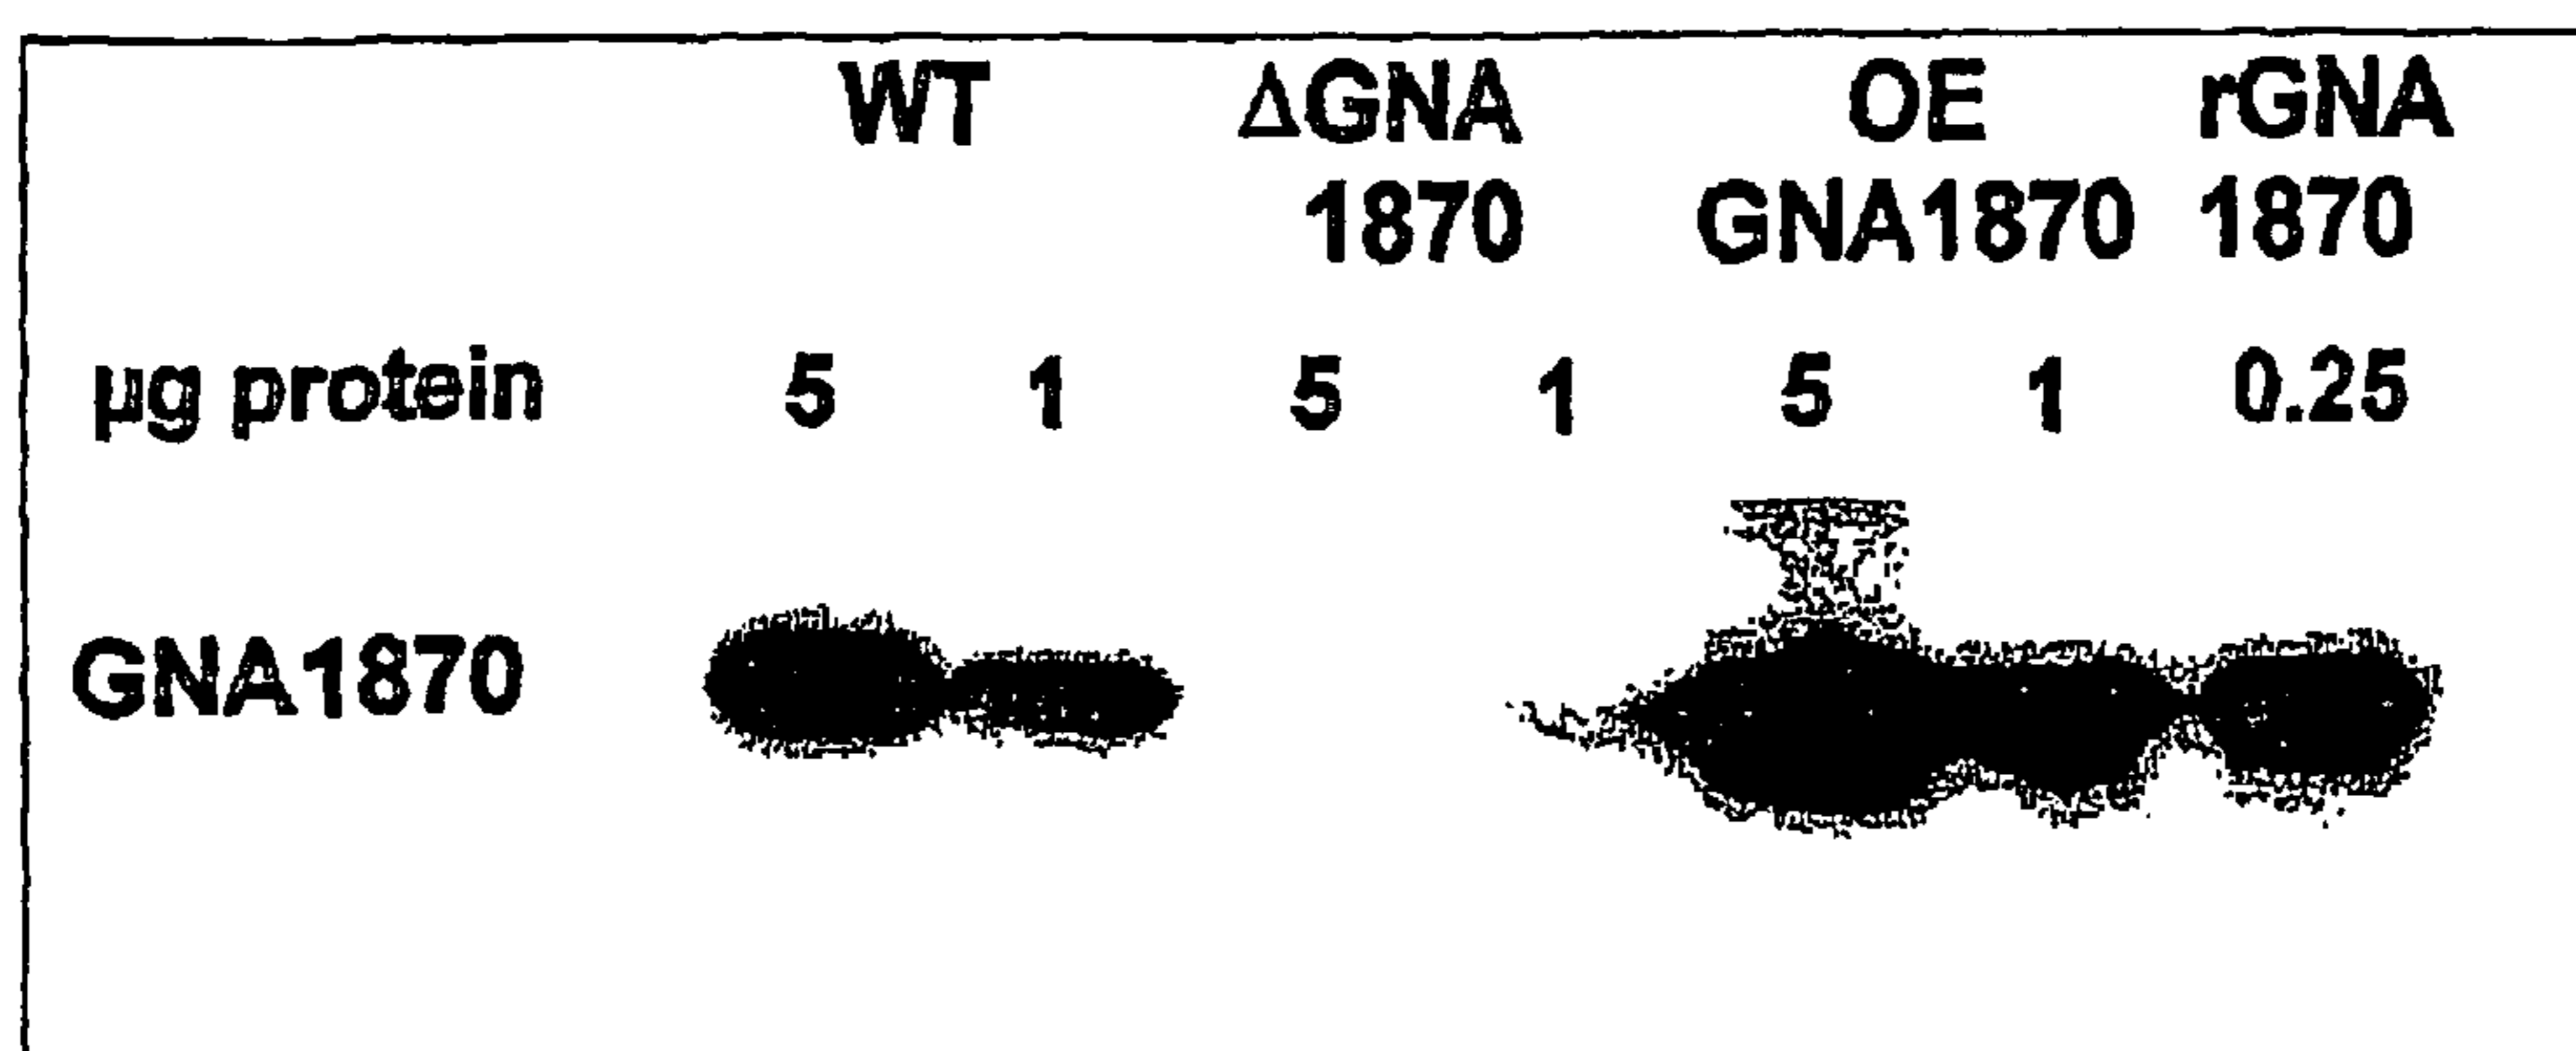 WT ΔGNA OE rGNA
1870 GNA1870 1870
µg protein 5 1 5 1 5 1 0.25
GNA1870